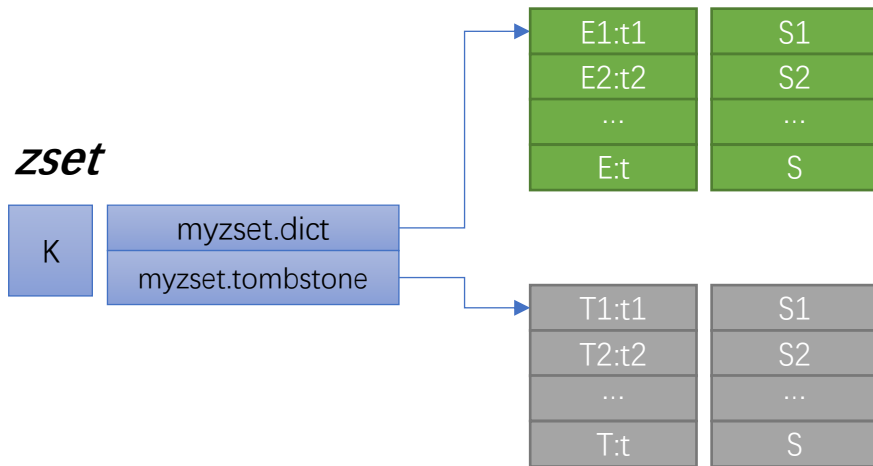 zset
K
myzset.dict
myzset.tombstone
E1:t1 S1
E2:t2 S2
... ...
E:t S
T1:t1 S1
T2:t2 S2
... ...
T:t S